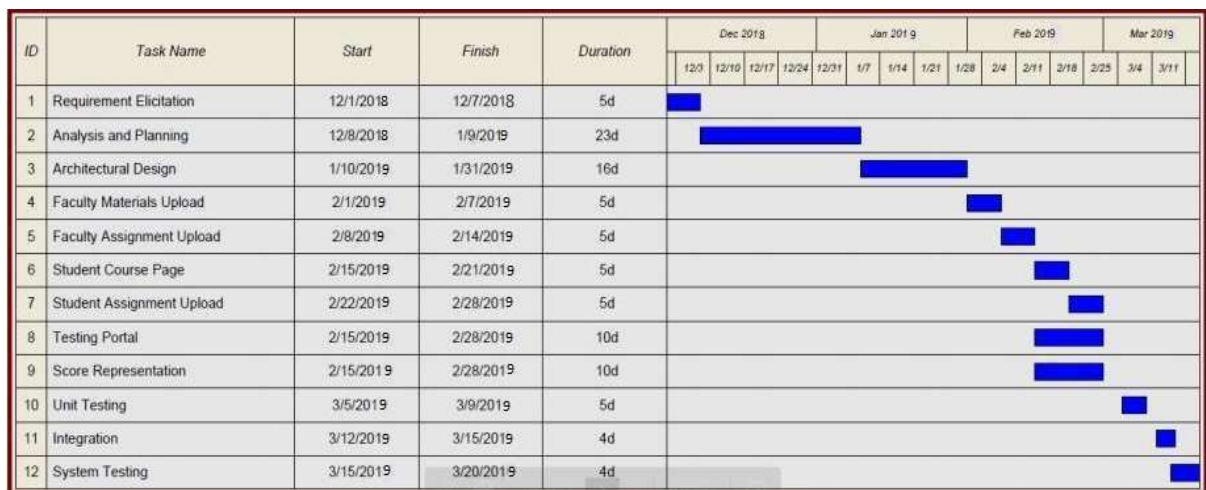 ID Task Name Start Finish Duration Dec 2018 Jan 2019 Feb 2019 Mar 2019
12/3 12/10 12/17 12/24 12/31 1/7 1/14 1/21 1/28 2/4 2/11 2/18 2/25 3/4 3/11
1 Requirement Elicitation 12/1/2018 12/7/2018 5d
2 Analysis and Planning 12/8/2018 1/9/2019 23d
3 Architectural Design 1/10/2019 1/31/2019 16d
4 Faculty Materials Upload 2/1/2019 2/7/2019 5d
5 Faculty Assignment Upload 2/8/2019 2/14/2019 5d
6 Student Course Page 2/15/2019 2/21/2019 5d
7 Student Assignment Upload 2/22/2019 2/28/2019 5d
8 Testing Portal 2/15/2019 2/28/2019 10d
9 Score Representation 2/15/2019 2/28/2019 10d
10 Unit Testing 3/5/2019 3/9/2019 5d
11 Integration 3/12/2019 3/15/2019 4d
12 System Testing 3/15/2019 3/20/2019 4d